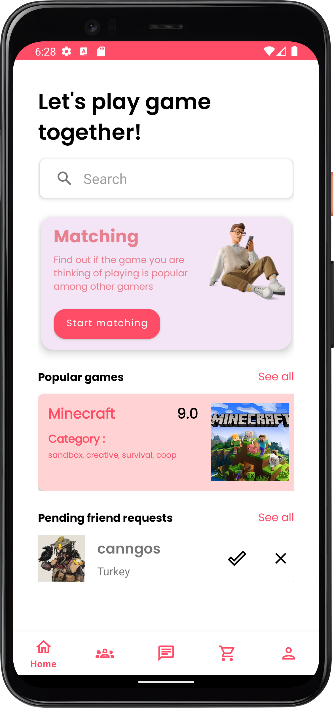 6:28
Let's play game
together!
Search
Matching
Find out if the game you are
thinking of playing is popular
among other gamers
Start matching
Popular games
See all
Minecraft
9.0
MINECRAFT
Category :
sandbox, creative, survival, coop
Pending friend requests
See all
canngos
Turkey
Home